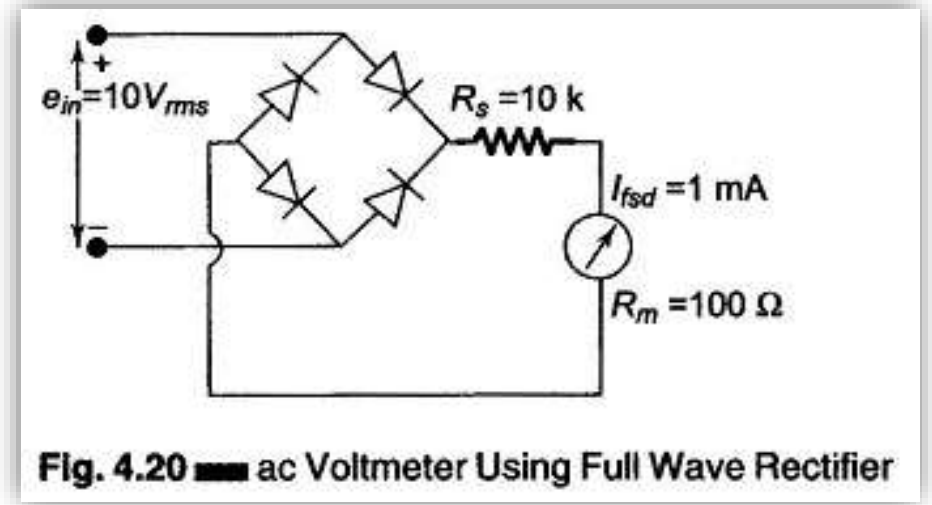 +
e_in=10V_rms
–
R_s =10 k
I_fsd =1 mA
R_m =100 Ω
Fig. 4.20 ac Voltmeter Using Full Wave Rectifier